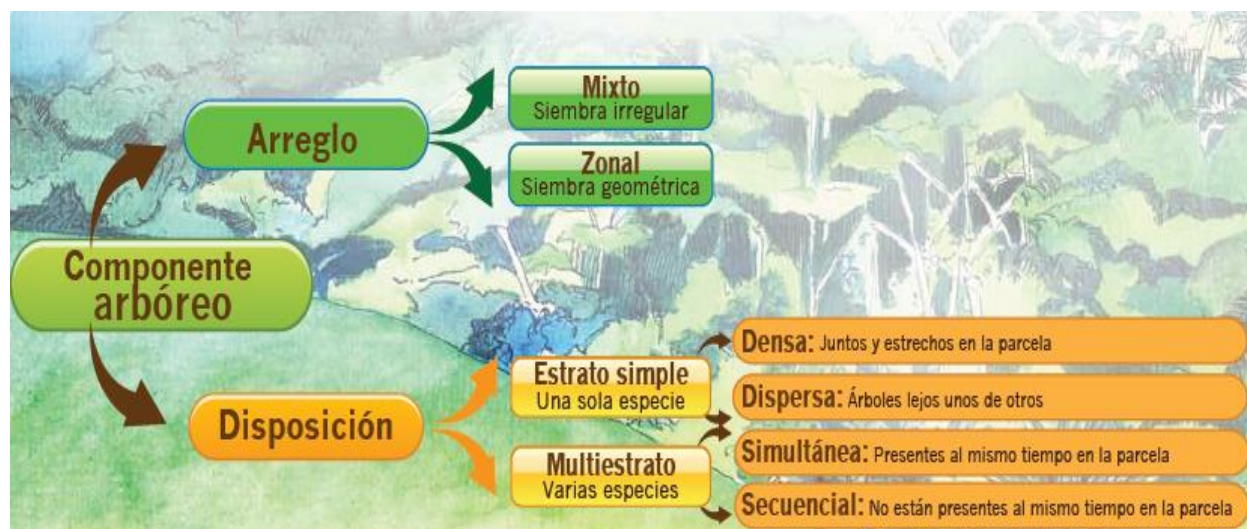 Componente
arbóreo
Arreglo
Mixto
Siembra irregular
Zonal
Siembra geométrica
Disposición
Estrato simple
Una sola especie
Densa: Juntos y estrechos en la parcela
Dispersa: Árboles lejos unos de otros
Multiestrato
Varias especies
Simultánea: Presentes al mismo tiempo en la parcela
Secuencial: No están presentes al mismo tiempo en la parcela